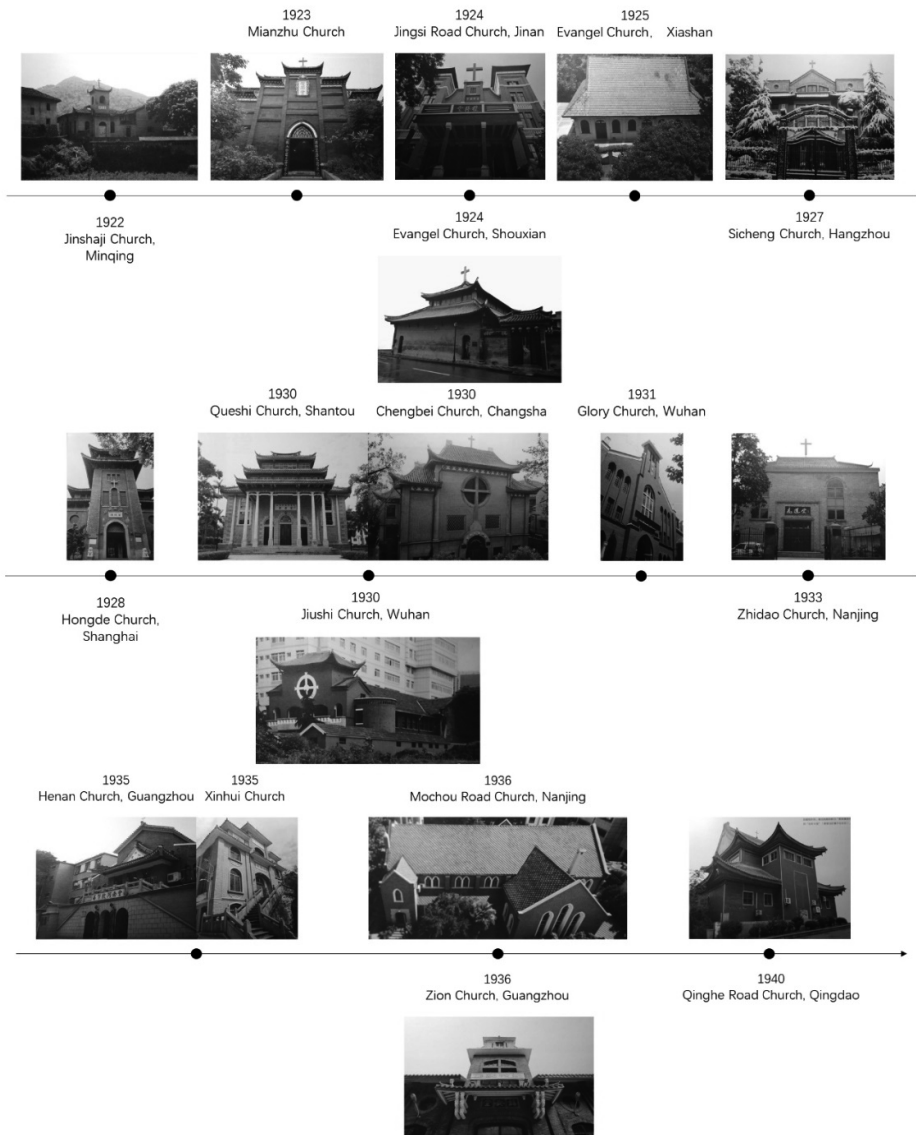 1923
Mianzhu Church
1924
Jingsi Road Church, Jinan
1925
Evangel Church, Xiashan
1922
Jinshaji Church,
Minqing
1924
Evangel Church, Shouxian
1927
Sicheng Church, Hangzhou
1930
Queshi Church, Shantou
1930
Chengbei Church, Changsha
1931
Glory Church, Wuhan
1928
Hongde Church,
Shanghai
1930
Jiushi Church, Wuhan
1933
Zhidao Church, Nanjing
1935
Henan Church, Guangzhou
1935
Xinhui Church
1936
Mochou Road Church, Nanjing
1936
Zion Church, Guangzhou
1940
Qinghe Road Church, Qingdao